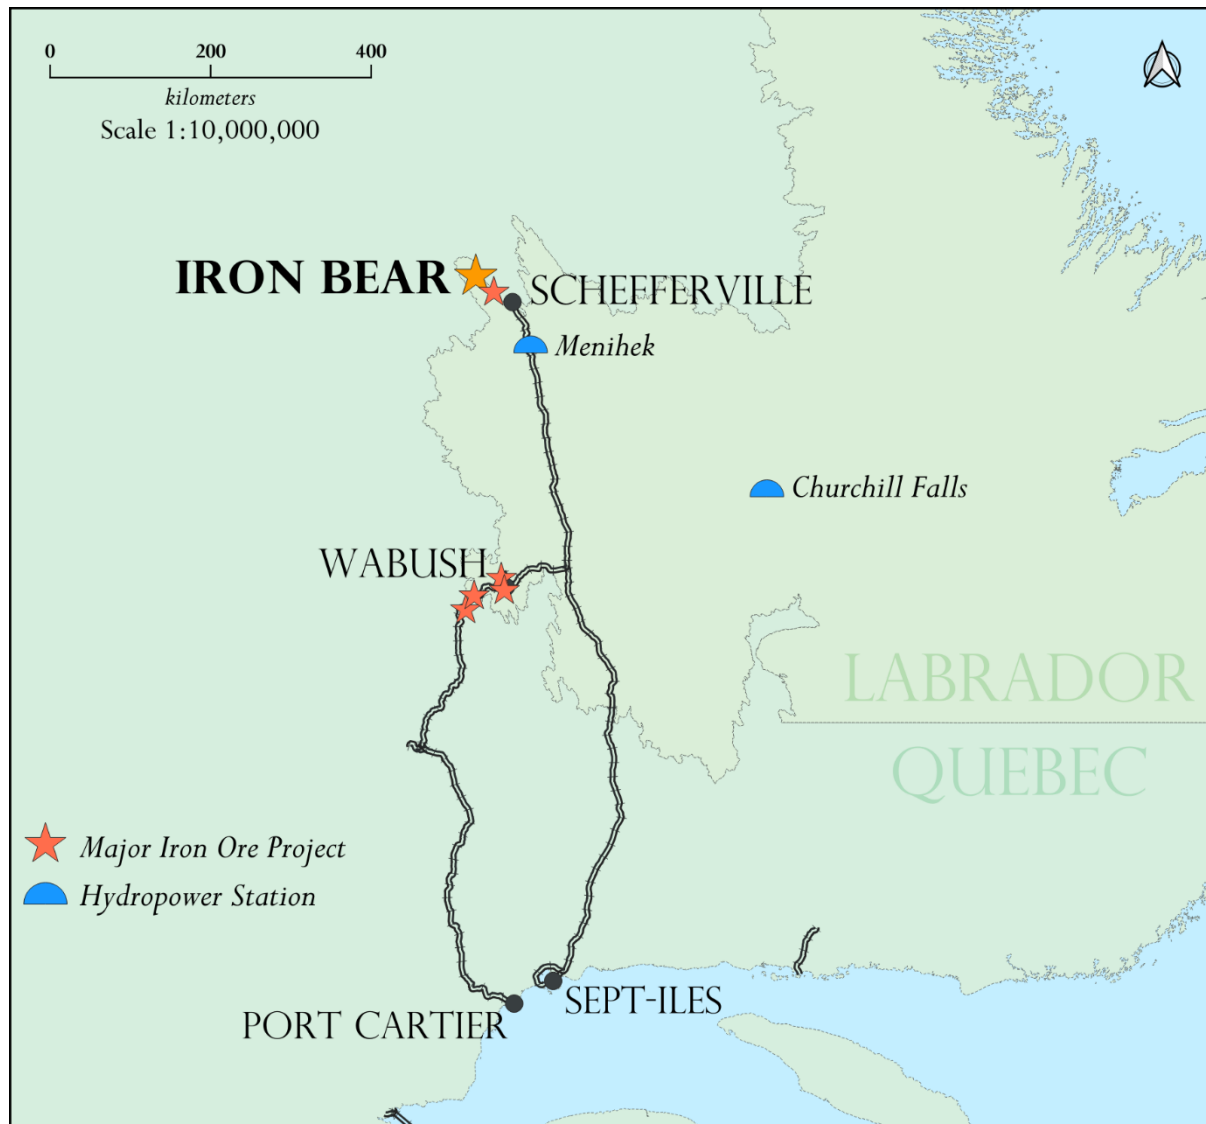 0 200 400
kilometers
Scale 1:10,000,000
IRON BEAR
SCHEFFERVILLE
Menihek
Churchill Falls
WABUSH
LABRADOR
QUEBEC
Major Iron Ore Project
Hydropower Station
SEPT-ILES
PORT CARTIER